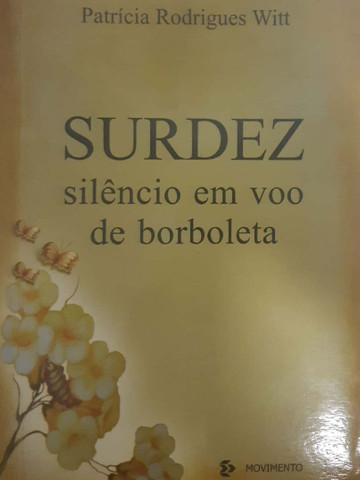 Patrícia Rodrigues Witt
SURDEZ
silêncio em voo
de borboleta
MOVIMENTO